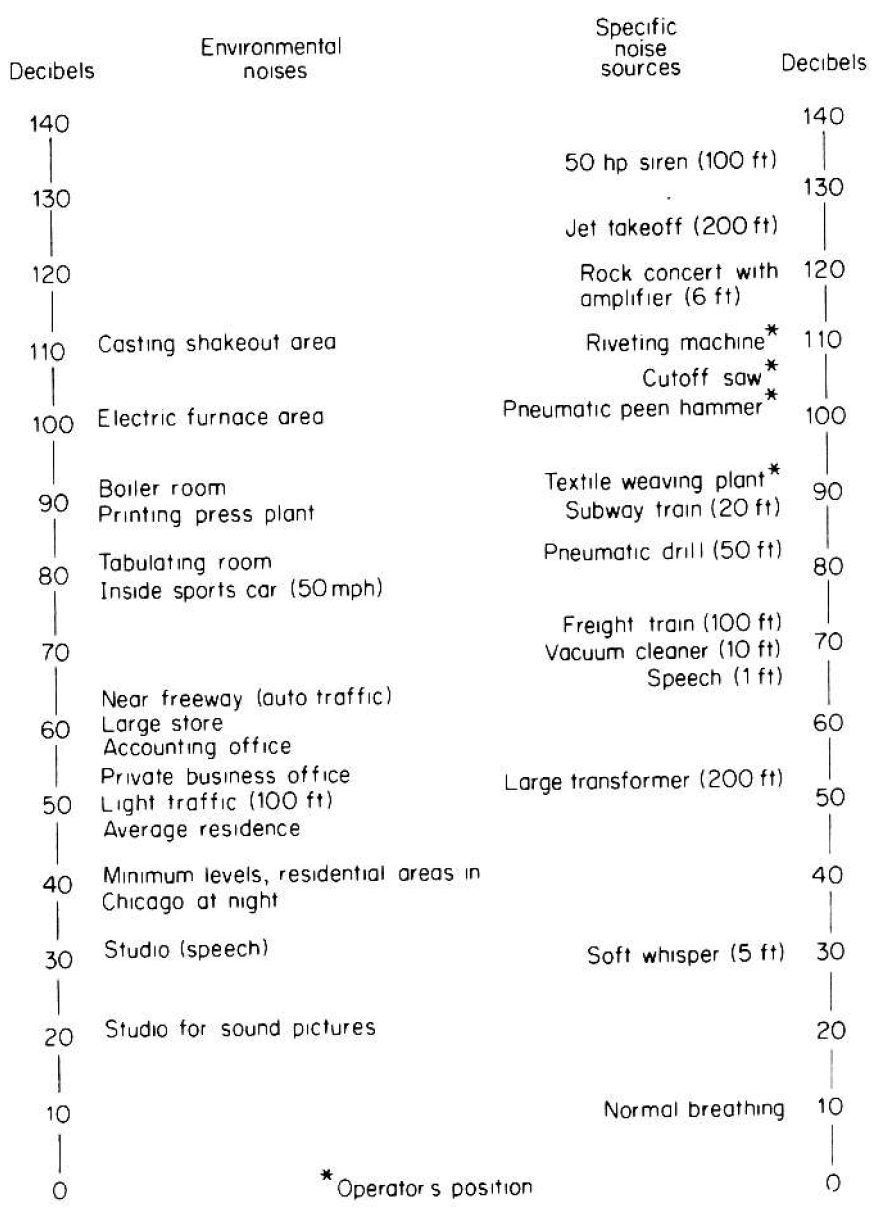 Decibels
Environmental
noises
Specific
noise
sources
Decibels
140
140
50 hp siren (100 ft)
130
130
Jet takeoff (200 ft)
120
Rock concert with
120
amplifier (6 ft)
110
Casting shakeout area
Riveting machine*
110
Cutoff saw*
Pneumatic peen hammer*
100
Electric furnace area
100
Textile weaving plant*
90
Boiler room
90
Printing press plant
Subway train (20 ft)
Pneumatic drill (50 ft)
80
Tabulating room
80
Inside sports car (50 mph)
Freight train (100 ft)
70
70
Vacuum cleaner (10 ft)
Speech (1 ft)
Near freeway (auto traffic)
60
Large store
60
Accounting office
Private business office
Large transformer (200 ft)
50
Light traffic (100 ft)
50
Average residence
40
Minimum levels, residential areas in
40
Chicago at night
30
Studio (speech)
Soft whisper (5 ft)
30
20
Studio for sound pictures
20
10
Normal breathing
10
0
*Operator s position
0